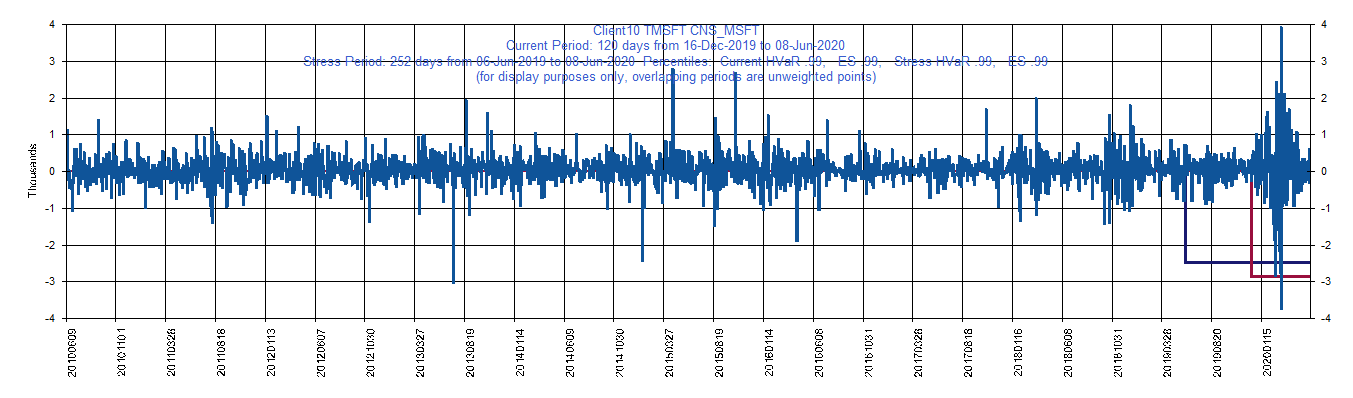 Client10 TMSFT CNS_MSFT
Current Period: 120 days from 16-Dec-2019 to 08-Jun-2020
Stress Period: 252 days from 06-Jun-2019 to 08-Jun-2020 Percentiles: Current HVaR .99, ES .99, Stress HVaR .99, ES .99
(for display purposes only, overlapping periods are unweighted points)
Thousands
4 4
3 3
2 2
1 1
0 0
-1 -1
-2 -2
-3 -3
-4 -4
20100609 20101101 20110328 20110818 20120113 20120607 20121030 20130327 20130819 20140114 20140609 20141030 20150327 20150819 20160114 20160608 20161031 20170328 20170818 20180116 20180608 20181031 20190328 20190820 20200115